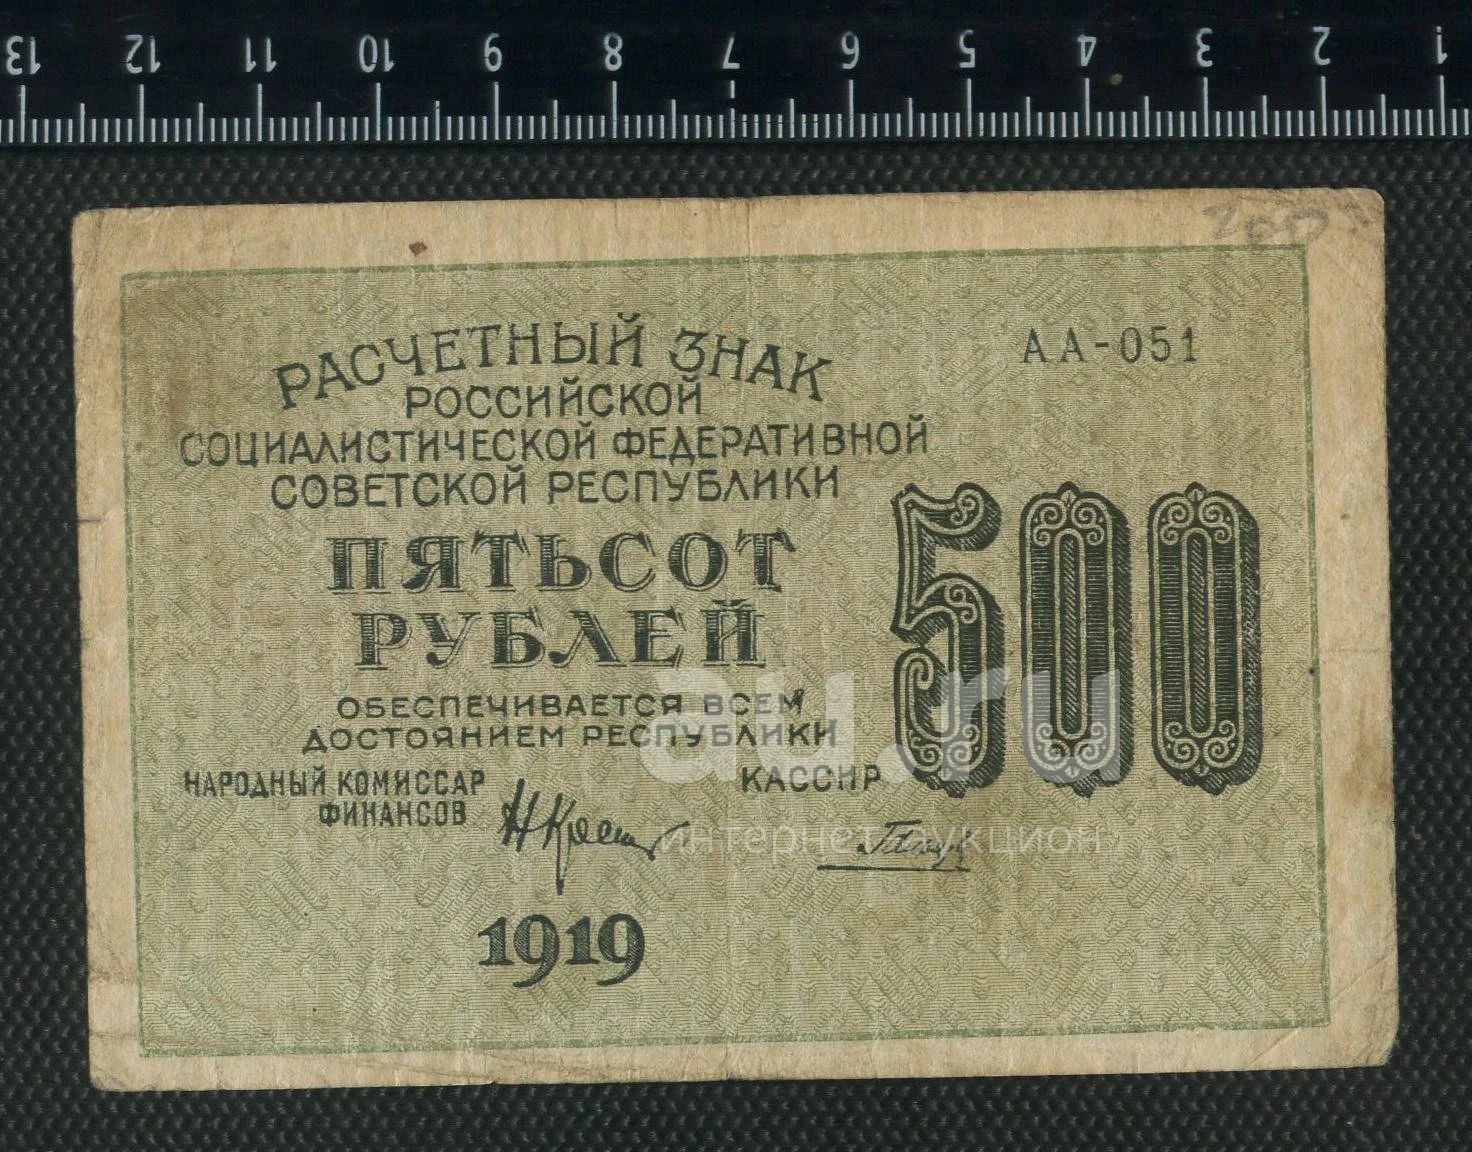 13 12 11 10 9 8 7 6 5 4 3 2 1
200
РАСЧЕТНЫЙ ЗНАК
АА-051
РОССИЙСКОЙ
СОЦИАЛИСТИЧЕСКОЙ ФЕДЕРАТИВНОЙ
СОВЕТСКОЙ РЕСПУБЛИКИ
500
ПЯТЬСОТ
РУБЛЕЙ
ОБЕСПЕЧИВАЕТСЯ ВСЕМ
ДОСТОЯНИЕМ РЕСПУБЛИКИ
НАРОДНЫЙ КОМИССАР
ФИНАНСОВ
КАССИР
1919
au.ru
интернет аукцион